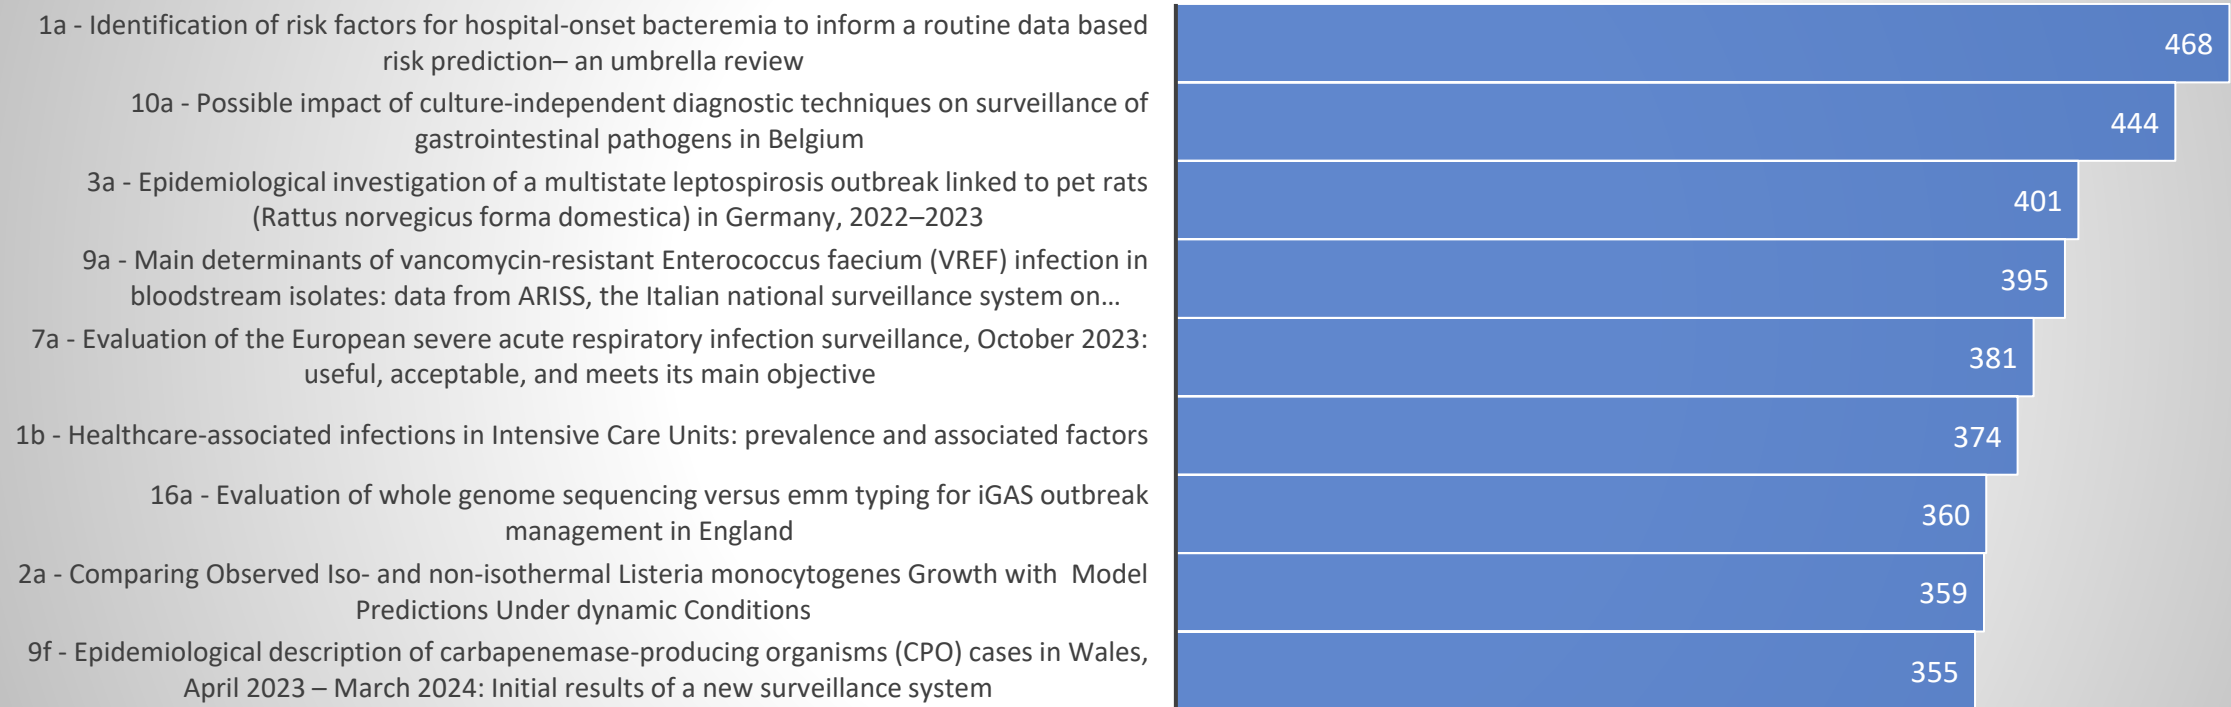 1a - Identification of risk factors for hospital-onset bacteremia to inform a routine data based
risk prediction– an umbrella review
468
10a - Possible impact of culture-independent diagnostic techniques on surveillance of
gastrointestinal pathogens in Belgium
444
3a - Epidemiological investigation of a multistate leptospirosis outbreak linked to pet rats
(Rattus norvegicus forma domestica) in Germany, 2022–2023
401
9a - Main determinants of vancomycin-resistant Enterococcus faecium (VREF) infection in
bloodstream isolates: data from ARISS, the Italian national surveillance system on…
395
7a - Evaluation of the European severe acute respiratory infection surveillance, October 2023:
useful, acceptable, and meets its main objective
381
1b - Healthcare-associated infections in Intensive Care Units: prevalence and associated factors
374
16a - Evaluation of whole genome sequencing versus emm typing for iGAS outbreak
management in England
360
2a - Comparing Observed Iso- and non-isothermal Listeria monocytogenes Growth with  Model
Predictions Under dynamic Conditions
359
9f - Epidemiological description of carbapenemase-producing organisms (CPO) cases in Wales,
April 2023 – March 2024: Initial results of a new surveillance system
355